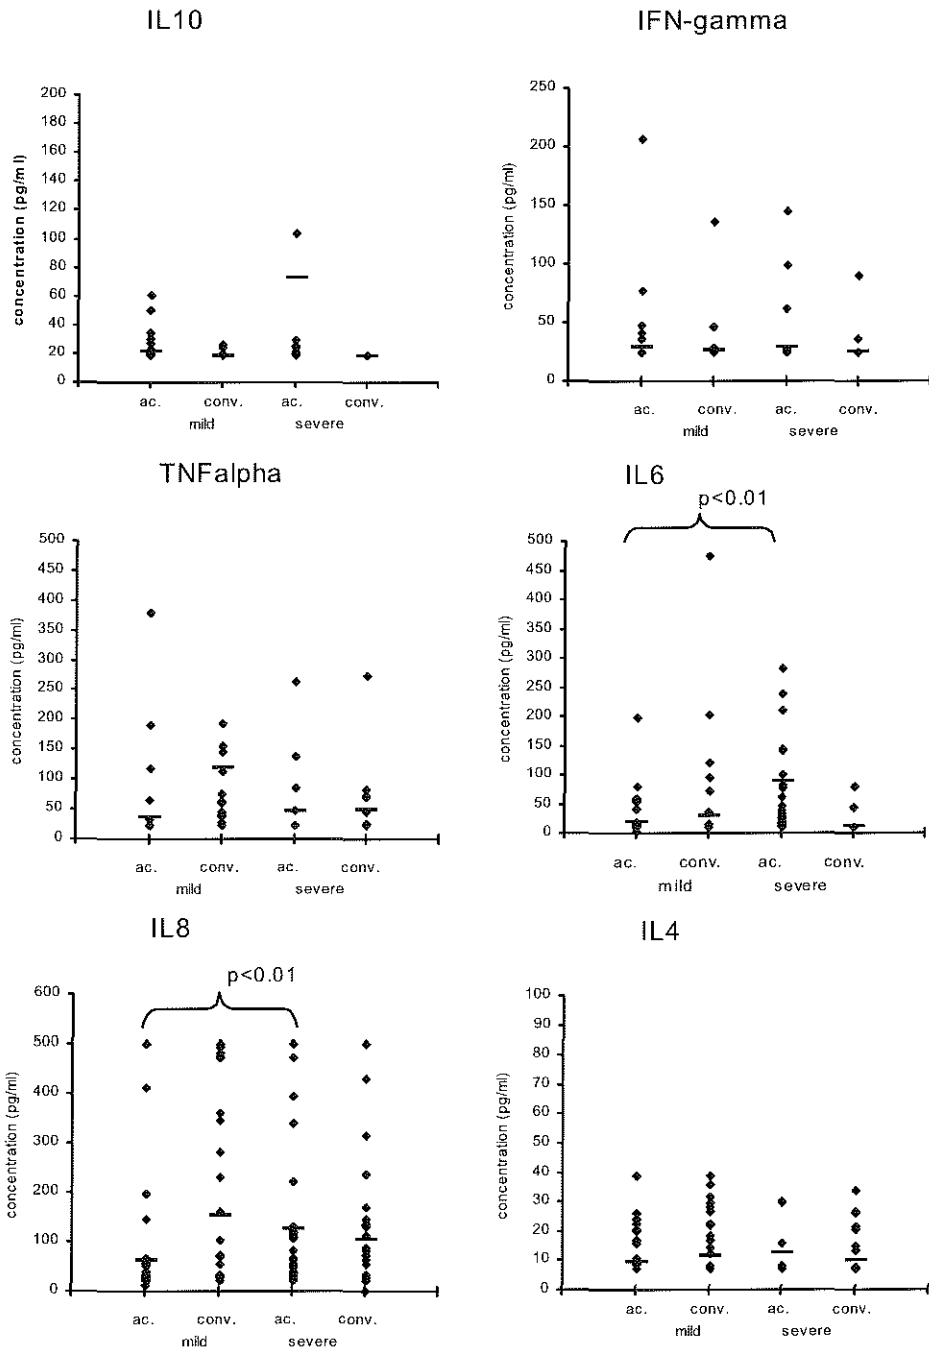 IL10
concentration (pg/ml)
200
180
160
140
120
100
80
60
40
20
0
ac. conv. ac. conv.
mild severe
IFN-gamma
concentration (pg/ml)
250
200
150
100
50
0
ac. conv. ac. conv.
mild severe
TNFalpha
concentration (pg/ml)
500
450
400
350
300
250
200
150
100
50
0
ac. conv. ac. conv.
mild severe
IL6
p<0.01
concentration (pg/ml)
500
450
400
350
300
250
200
150
100
50
0
ac. conv. ac. conv.
mild severe
IL8
p<0.01
concentration (pg/ml)
600
500
400
300
200
100
0
ac. conv. ac. conv.
mild severe
IL4
concentration (pg/ml)
100
90
80
70
60
50
40
30
20
10
0
ac. conv. ac. conv.
mild severe